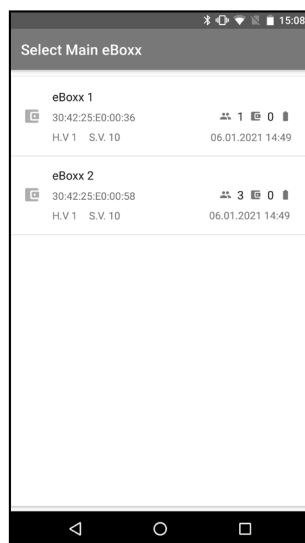 15:08
Select Main eBoxx
eBoxx 1
30:42:25:E0:00:36 1 0
H.V 1 S.V. 10 06.01.2021 14:49
eBoxx 2
30:42:25:E0:00:58 3 0
H.V 1 S.V. 10 06.01.2021 14:49